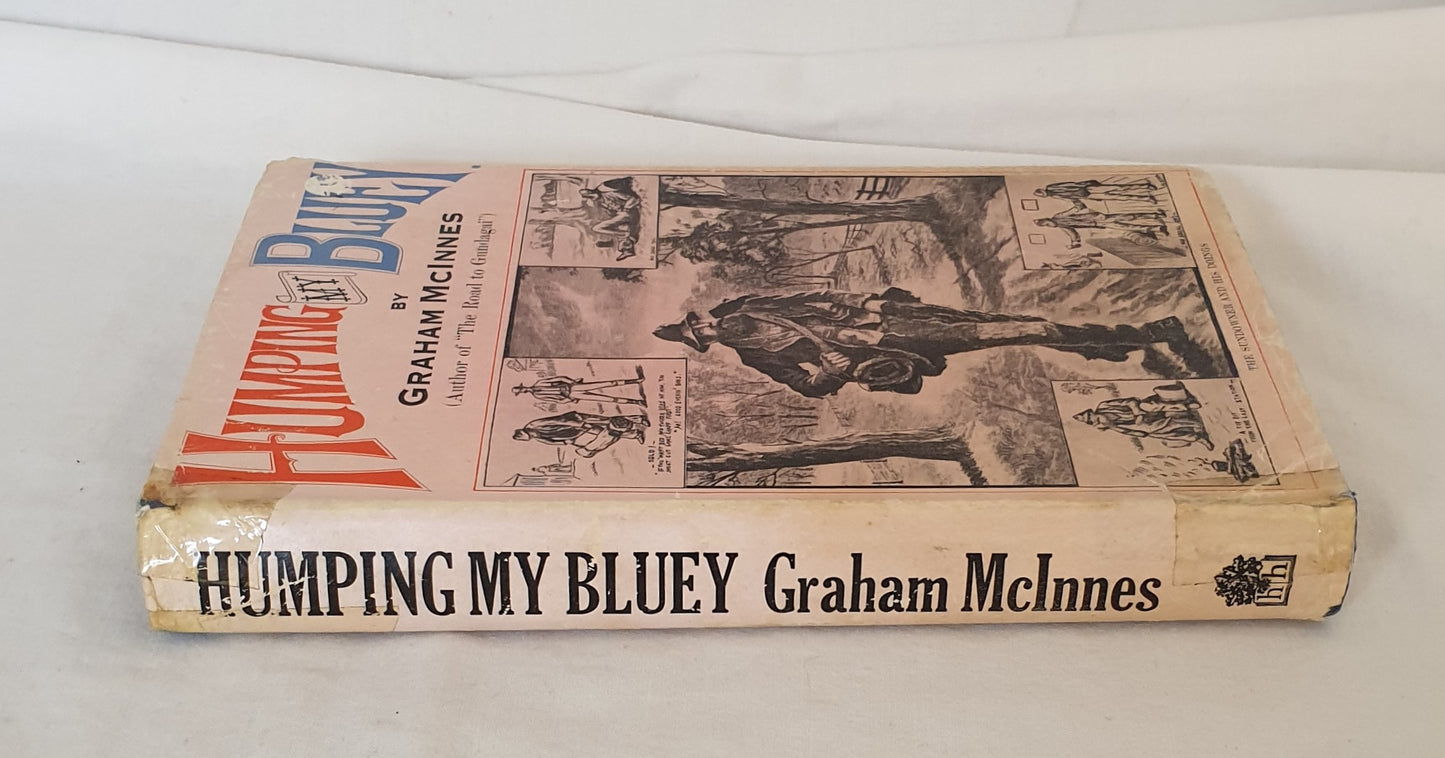 HUMPING
MY
BLUEY
BY
GRAHAM MCINNES
(Author of "The Road to Gundagai")
THE SUNDOWNER AND HIS DOINGS
HUMPING MY BLUEY Graham McInnes
hh